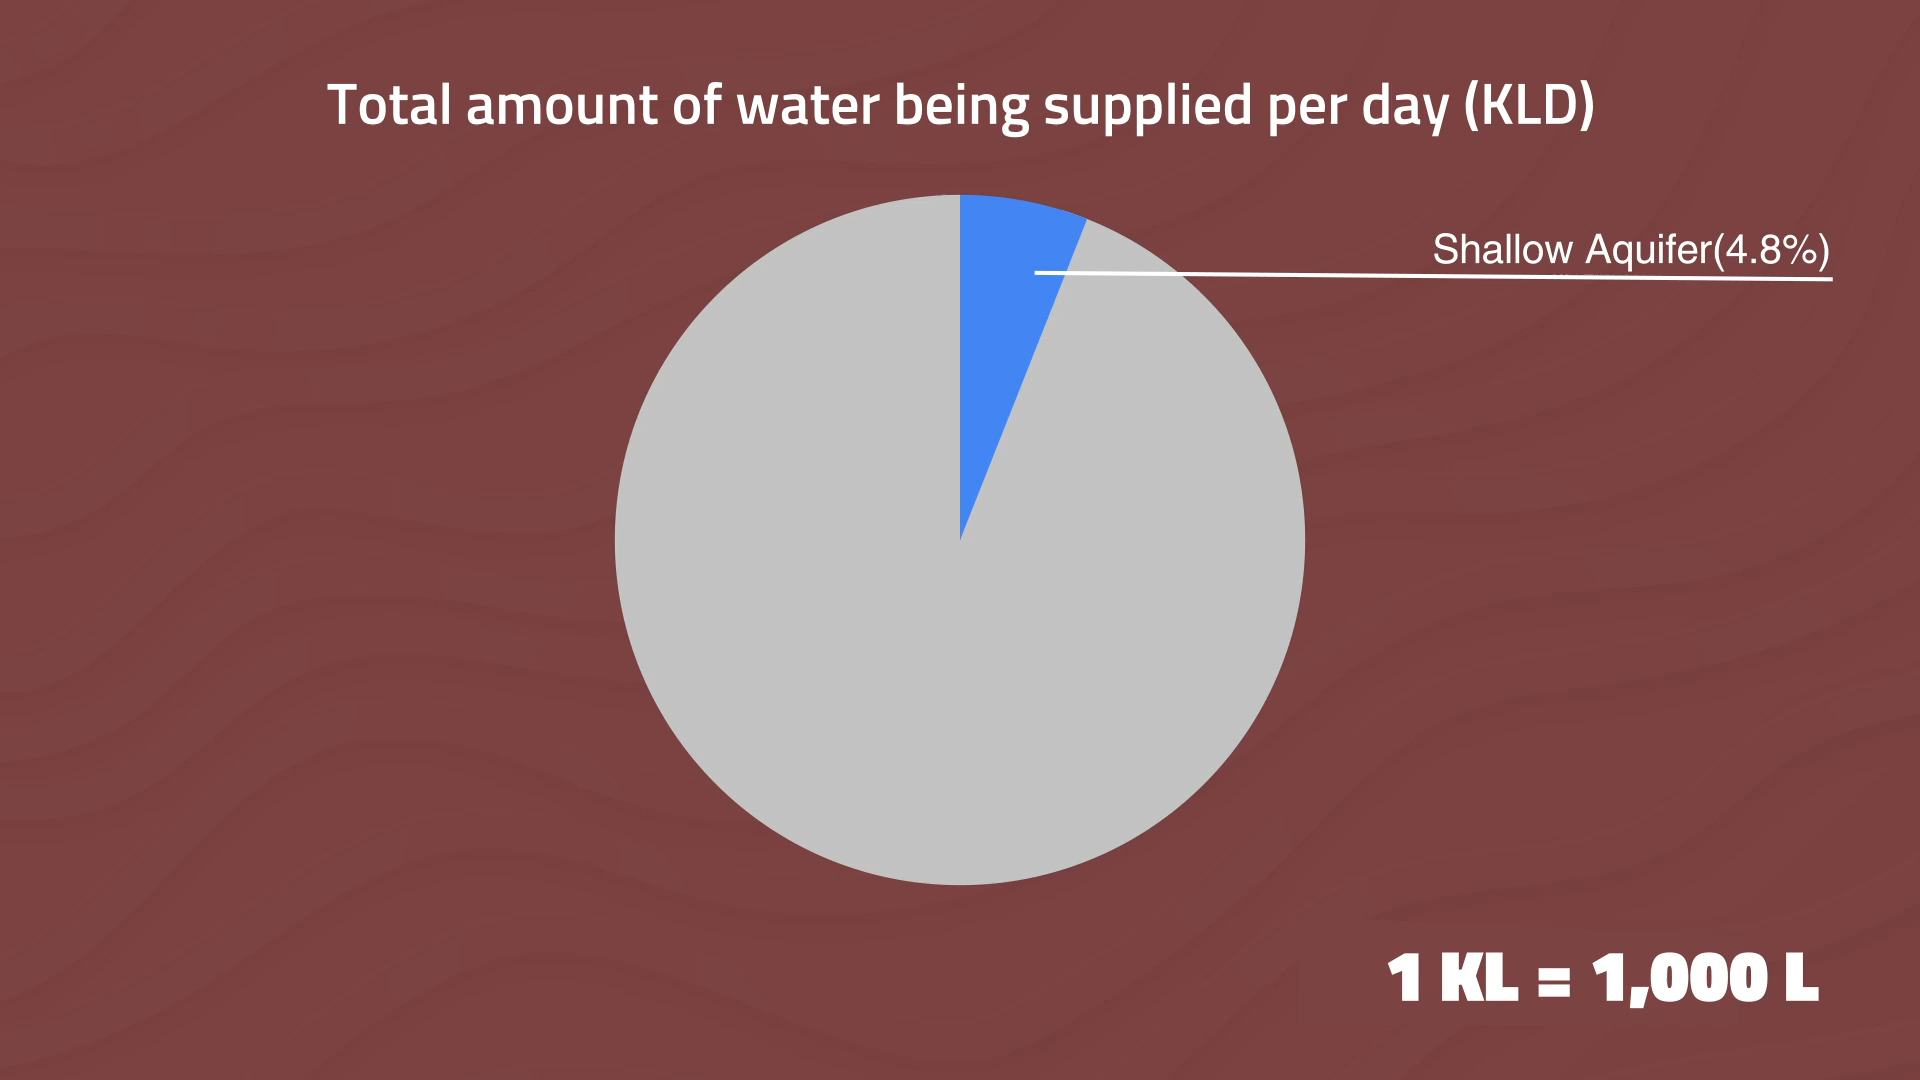 Total amount of water being supplied per day (KLD)
Shallow Aquifer(4.8%)
1 KL = 1,000 L